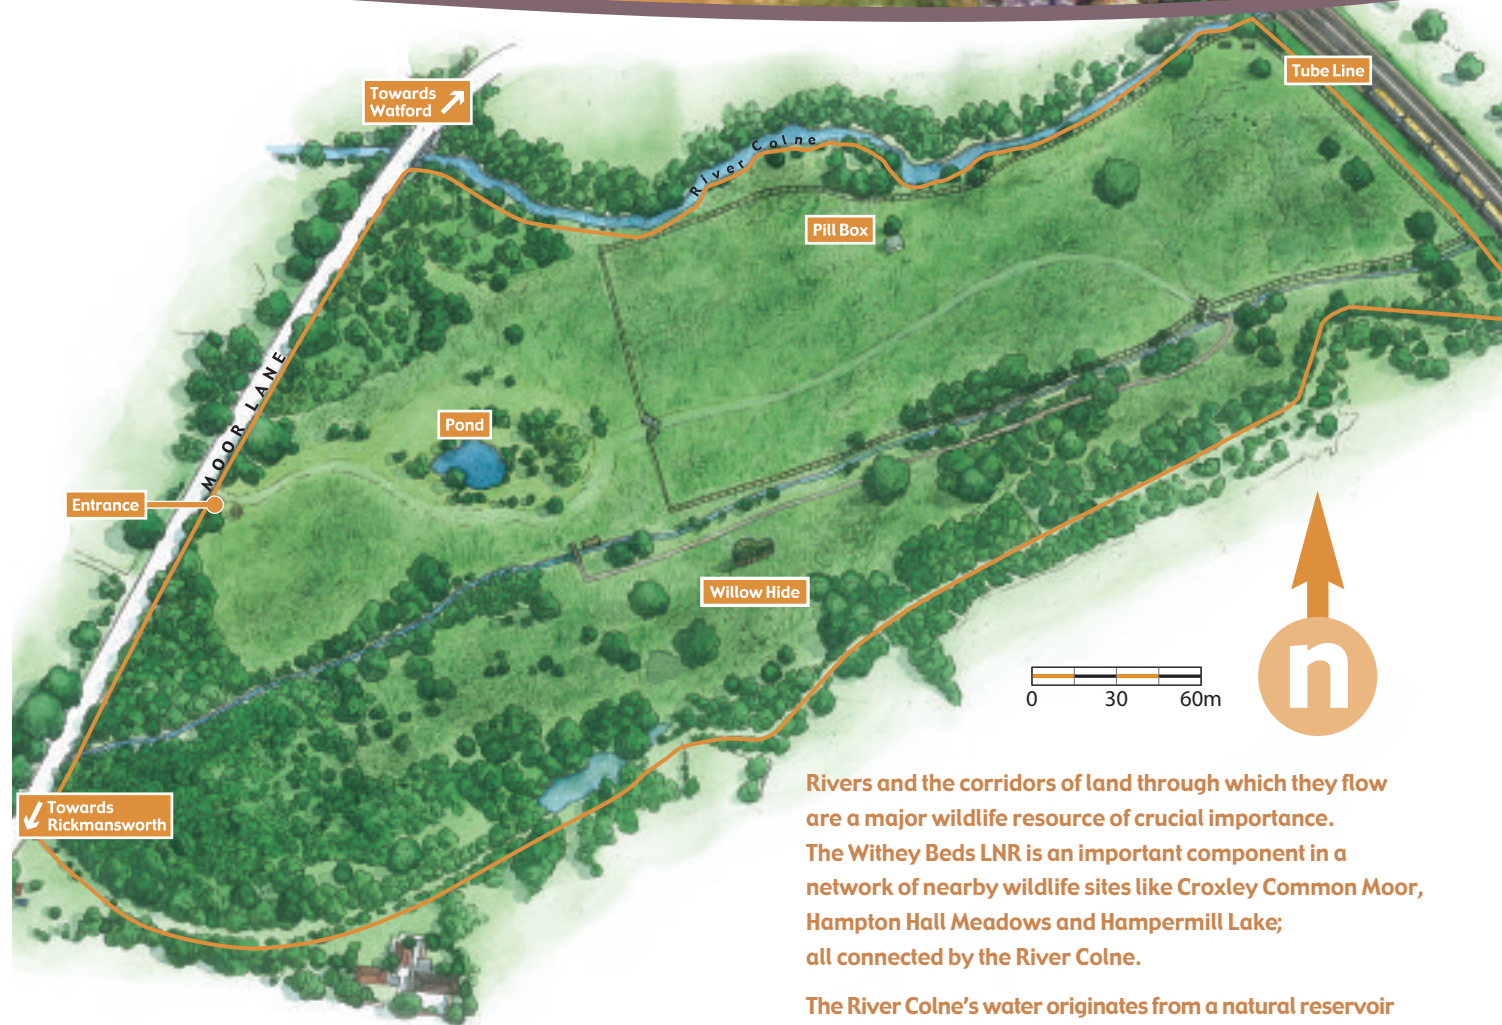 Towards
Watford
Tube Line
River Colne
Pill Box
MOOR LANE
Pond
Entrance
Willow Hide
0 30 60m
n
Towards
Rickmansworth
Rivers and the corridors of land through which they flow
are a major wildlife resource of crucial importance.
The Withey Beds LNR is an important component in a
network of nearby wildlife sites like Croxley Common Moor,
Hampton Hall Meadows and Hampermill Lake;
all connected by the River Colne.
The River Colne's water originates from a natural reservoir